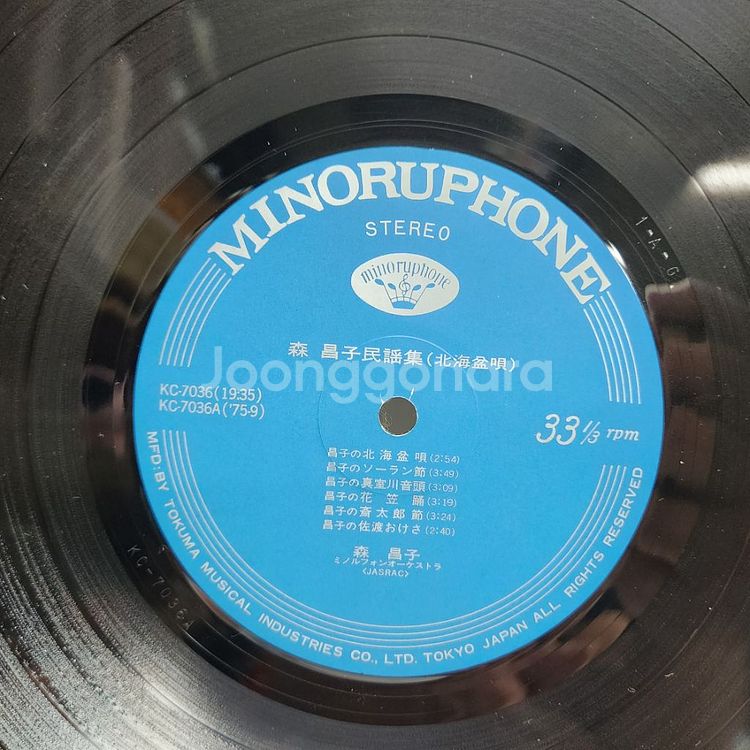 MINORUPHONE
STEREO
minoruphone
森 昌子民謡集(北海盆唄)
Joonggonara
KC-7036(19:35)
KC-7036A('75-9)
33 1/3 rpm
昌子の北海盆唄(2:54)
昌子のソーラン節(3:49)
昌子の真室川音頭(3:09)
昌子の花笠踊(3:19)
昌子の斎太郎節(3:24)
昌子の佐渡おけさ(2:40)
森 昌子
ミノルフォンオーケストラ
<JASRAC>
MFD: BY TOKUMA MUSICAL INDUSTRIES CO., LTD. TOKYO JAPAN ALL RIGHTS RESERVED
KC-7036A
1-A-G